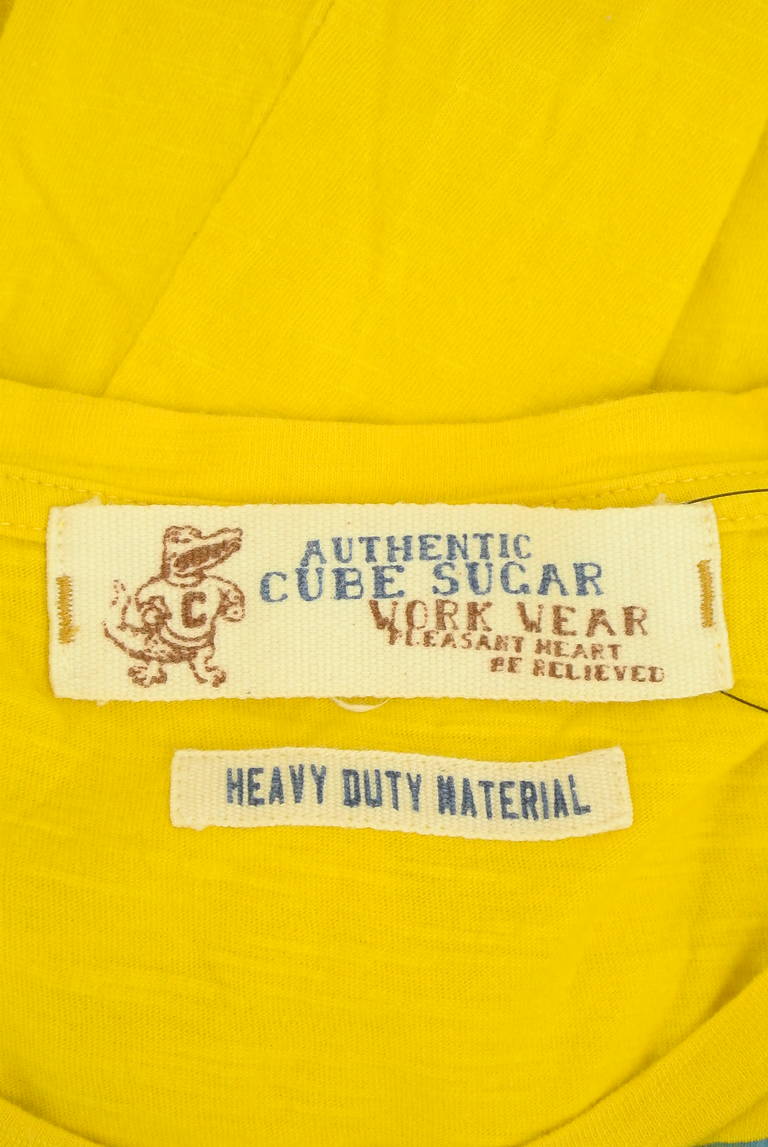 AUTHENTIC
CUBE SUGAR
WORK WEAR
PLEASANT HEART
BE RELIEVED
C
HEAVY DUTY MATERIAL